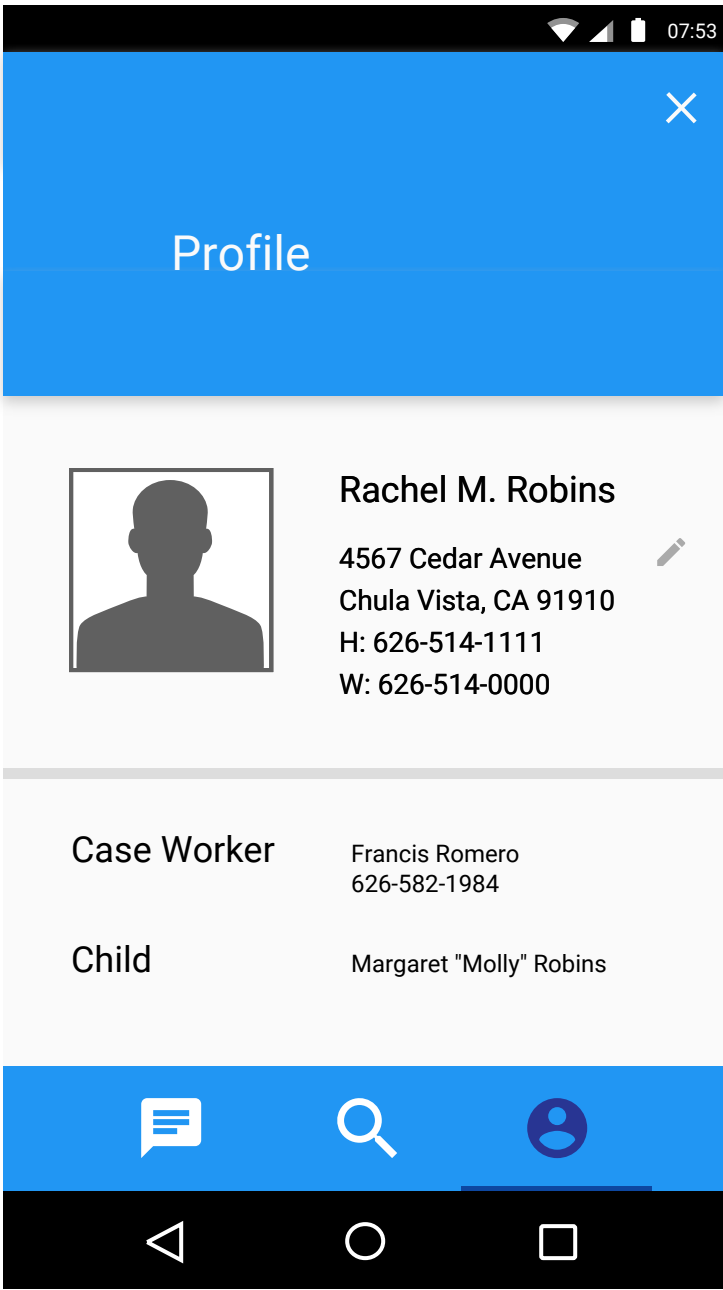 07:53
Profile
Rachel M. Robins
4567 Cedar Avenue
Chula Vista, CA 91910
H: 626-514-1111
W: 626-514-0000
Case Worker
Francis Romero
626-582-1984
Child
Margaret "Molly" Robins